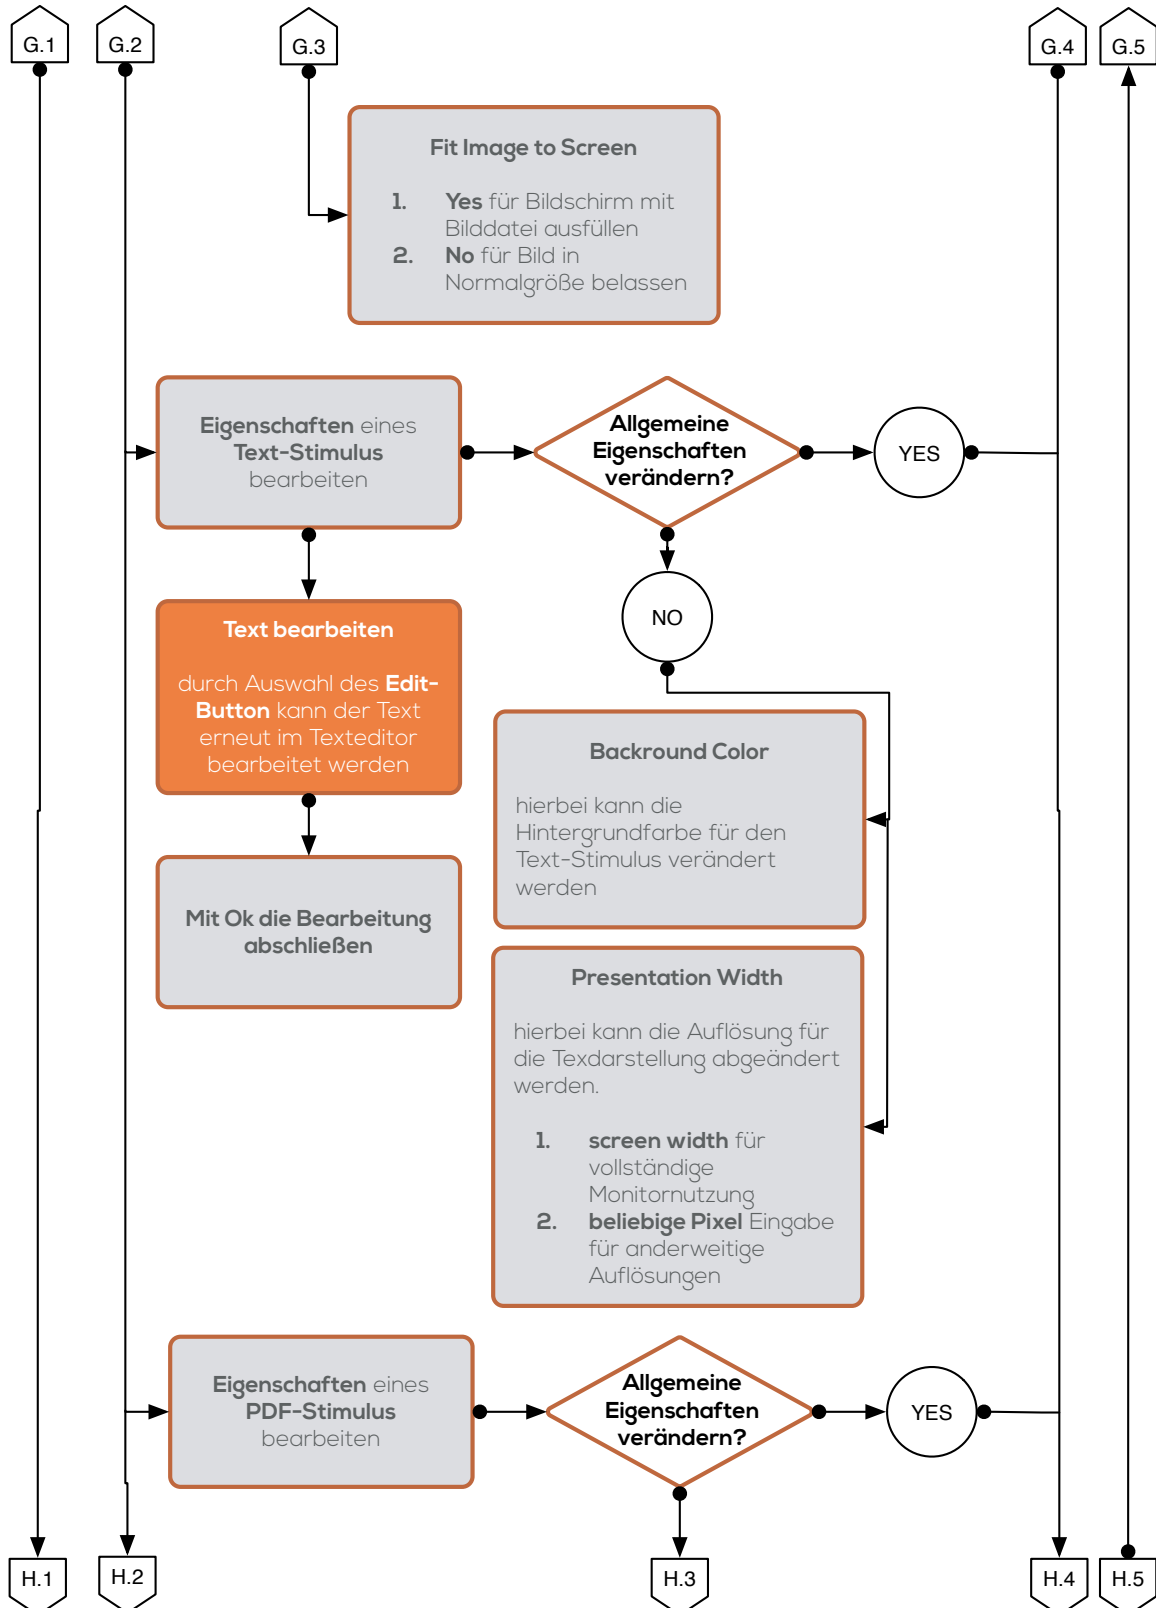 G.1
G.2
G.3
G.4
G.5
Fit Image to Screen
1. Yes für Bildschirm mit
Bilddatei ausfüllen
2. No für Bild in
Normalgröße belassen
Eigenschaften eines
Text-Stimulus
bearbeiten
Allgemeine
Eigenschaften
verändern?
YES
NO
Text bearbeiten
durch Auswahl des Edit-
Button kann der Text
erneut im Texteditor
bearbeitet werden
Mit Ok die Bearbeitung
abschließen
Backround Color
hierbei kann die
Hintergrundfarbe für den
Text-Stimulus verändert
werden
Presentation Width
hierbei kann die Auflösung für
die Texdarstellung abgeändert
werden.
1. screen width für
vollständige
Monitornutzung
2. beliebige Pixel Eingabe
für anderweitige
Auflösungen
Eigenschaften eines
PDF-Stimulus
bearbeiten
Allgemeine
Eigenschaften
verändern?
YES
H.1
H.2
H.3
H.4
H.5